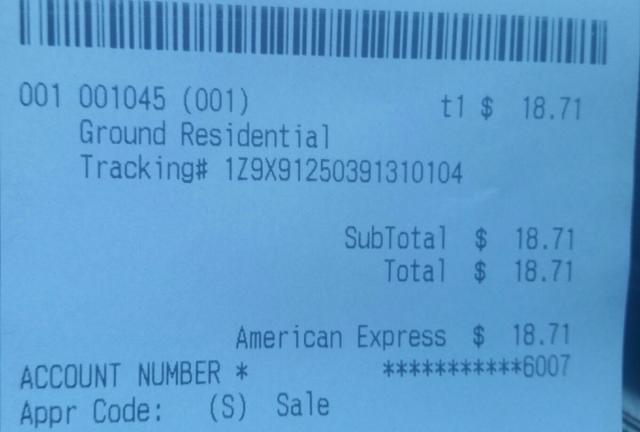 001 001045 (001) t1 $ 18.71
Ground Residential
Tracking# 1Z9X91250391310104
SubTotal $ 18.71
Total $ 18.71
American Express $ 18.71
ACCOUNT NUMBER * ***********6007
Appr Code: (S) Sale